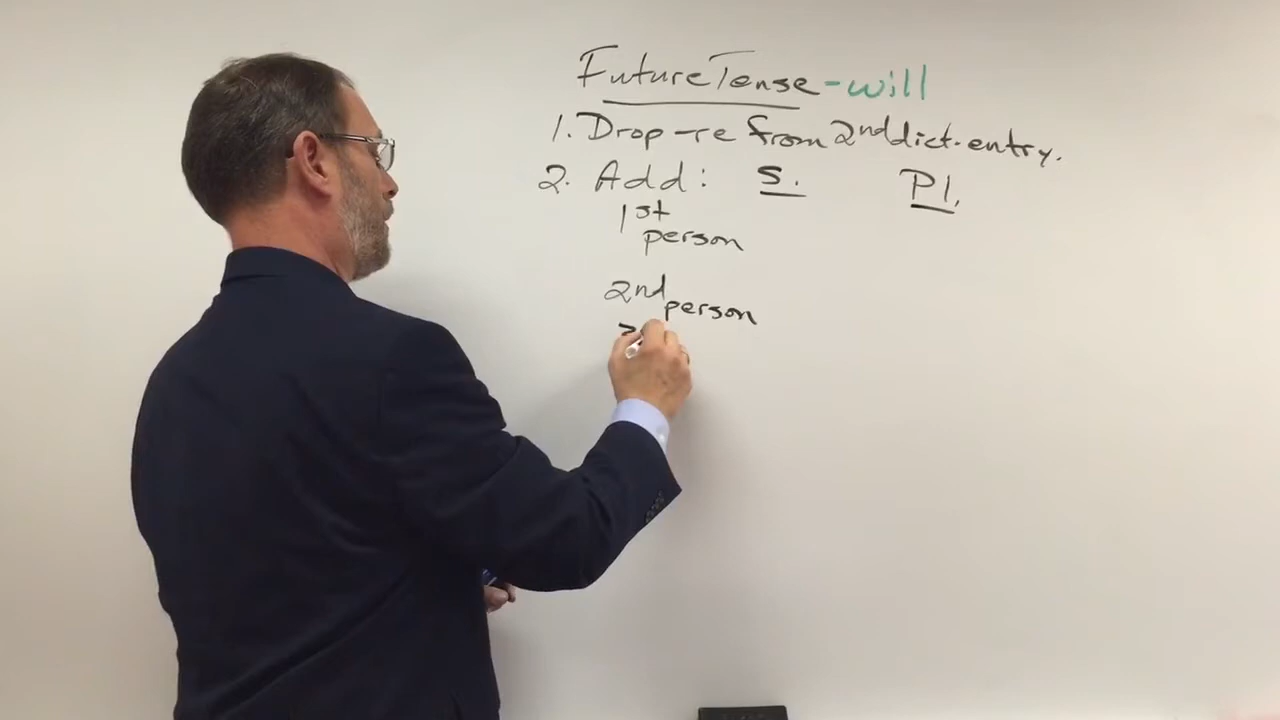 Future Tense - will
1. Drop -re from 2nd dict. entry.
2. Add: S. Pl.
1st
person
2nd
person